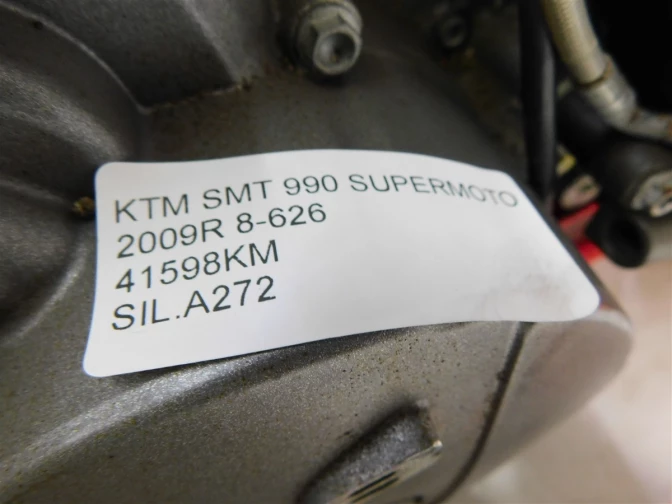 KTM SMT 990 SUPERMOTO
2009R 8-626
41598KM
SIL.A272